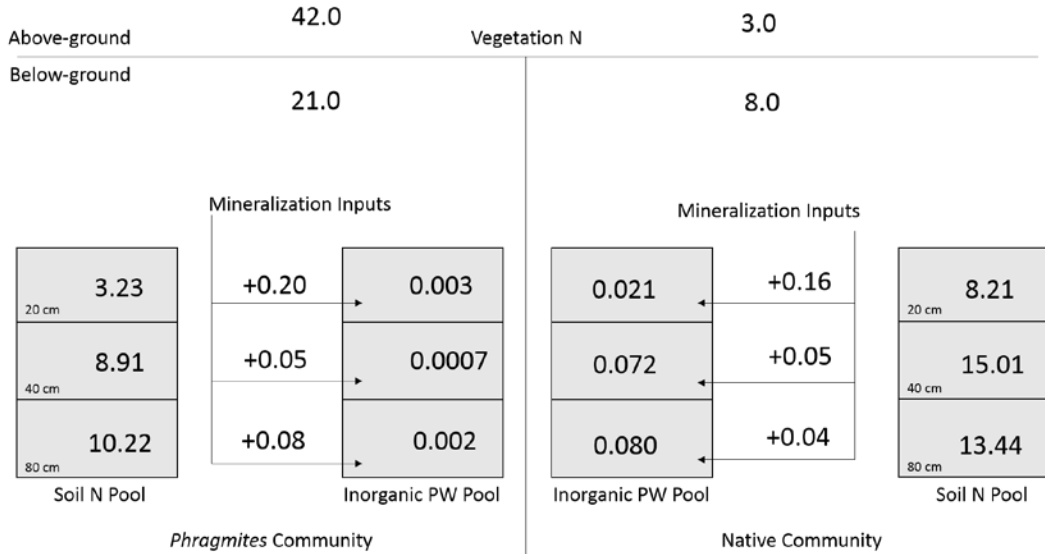 42.0
3.0
Above-ground
Vegetation N
Below-ground
21.0
8.0
Mineralization Inputs
Mineralization Inputs
3.23
+0.20
0.003
0.021
+0.16
8.21
20 cm
20 cm
8.91
+0.05
0.0007
0.072
+0.05
15.01
40 cm
40 cm
10.22
+0.08
0.002
0.080
+0.04
13.44
80 cm
80 cm
Soil N Pool
Inorganic PW Pool
Inorganic PW Pool
Soil N Pool
Phragmites Community
Native Community